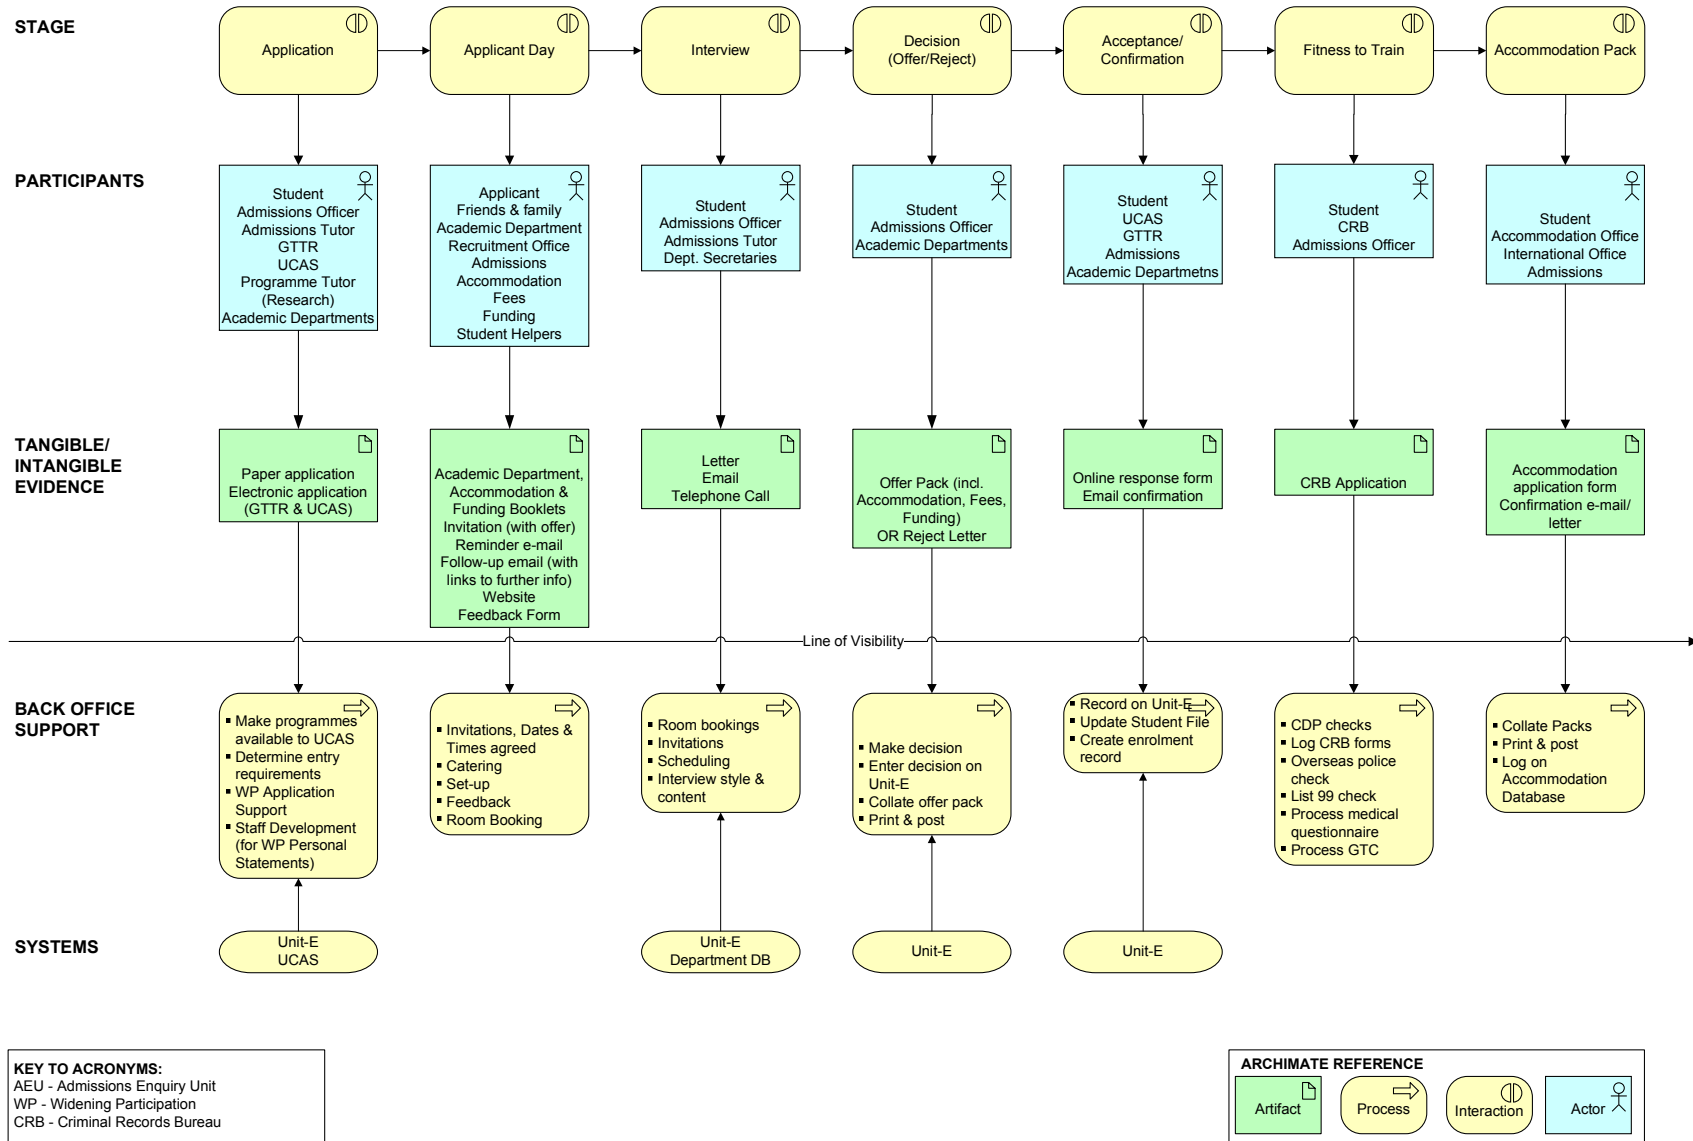 STAGE
Application
Applicant Day
Interview
Decision
(Offer/Reject)
Acceptance/
Confirmation
Fitness to Train
Accommodation Pack
PARTICIPANTS
Student
Admissions Officer
Admissions Tutor
GTTR
UCAS
Programme Tutor
(Research)
Academic Departments
Applicant
Friends & family
Academic Department
Recruitment Office
Admissions
Accommodation
Fees
Funding
Student Helpers
Student
Admissions Officer
Admissions Tutor
Dept. Secretaries
Student
Admissions Officer
Academic Departments
Student
UCAS
GTTR
Admissions
Academic Departmetns
Student
CRB
Admissions Officer
Student
Accommodation Office
International Office
Admissions
TANGIBLE/
INTANGIBLE
EVIDENCE
Paper application
Electronic application
(GTTR & UCAS)
Academic Department,
Accommodation &
Funding Booklets
Invitation (with offer)
Reminder e-mail
Follow-up email (with
links to further info)
Website
Feedback Form
Letter
Email
Telephone Call
Offer Pack (incl.
Accommodation, Fees,
Funding)
OR Reject Letter
Online response form
Email confirmation
CRB Application
Accommodation
application form
Confirmation e-mail/
letter
Line of Visibility
BACK OFFICE
SUPPORT
▪ Make programmes
available to UCAS
▪ Determine entry
requirements
▪ WP Application
Support
▪ Staff Development
(for WP Personal
Statements)
▪ Invitations, Dates &
Times agreed
▪ Catering
▪ Set-up
▪ Feedback
▪ Room Booking
▪ Room bookings
▪ Invitations
▪ Scheduling
▪ Interview style &
content
▪ Make decision
▪ Enter decision on
Unit-E
▪ Collate offer pack
▪ Print & post
▪ Record on Unit-E
▪ Update Student File
▪ Create enrolment
record
▪ CDP checks
▪ Log CRB forms
▪ Overseas police
check
▪ List 99 check
▪ Process medical
questionnaire
▪ Process GTC
▪ Collate Packs
▪ Print & post
▪ Log on
Accommodation
Database
SYSTEMS
Unit-E
UCAS
Unit-E
Department DB
Unit-E
Unit-E
KEY TO ACRONYMS:
AEU - Admissions Enquiry Unit
WP - Widening Participation
CRB - Criminal Records Bureau
ARCHIMATE REFERENCE
Artifact
Process
Interaction
Actor